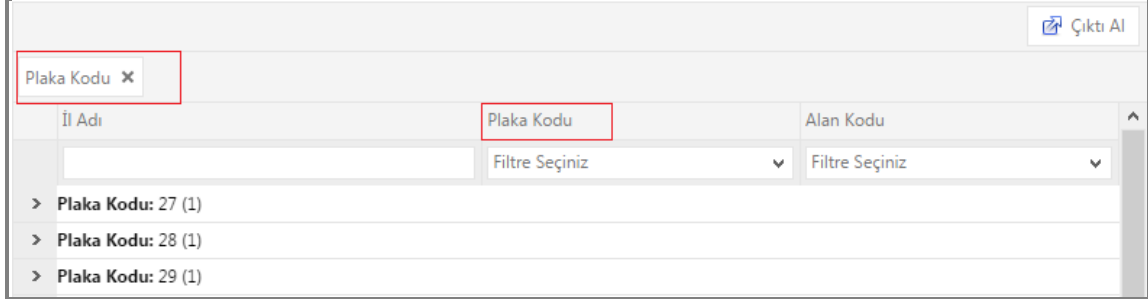 Çıktı Al
Plaka Kodu ✕
İl Adı Plaka Kodu Alan Kodu
Filtre Seçiniz Filtre Seçiniz
Plaka Kodu: 27 (1)
Plaka Kodu: 28 (1)
Plaka Kodu: 29 (1)